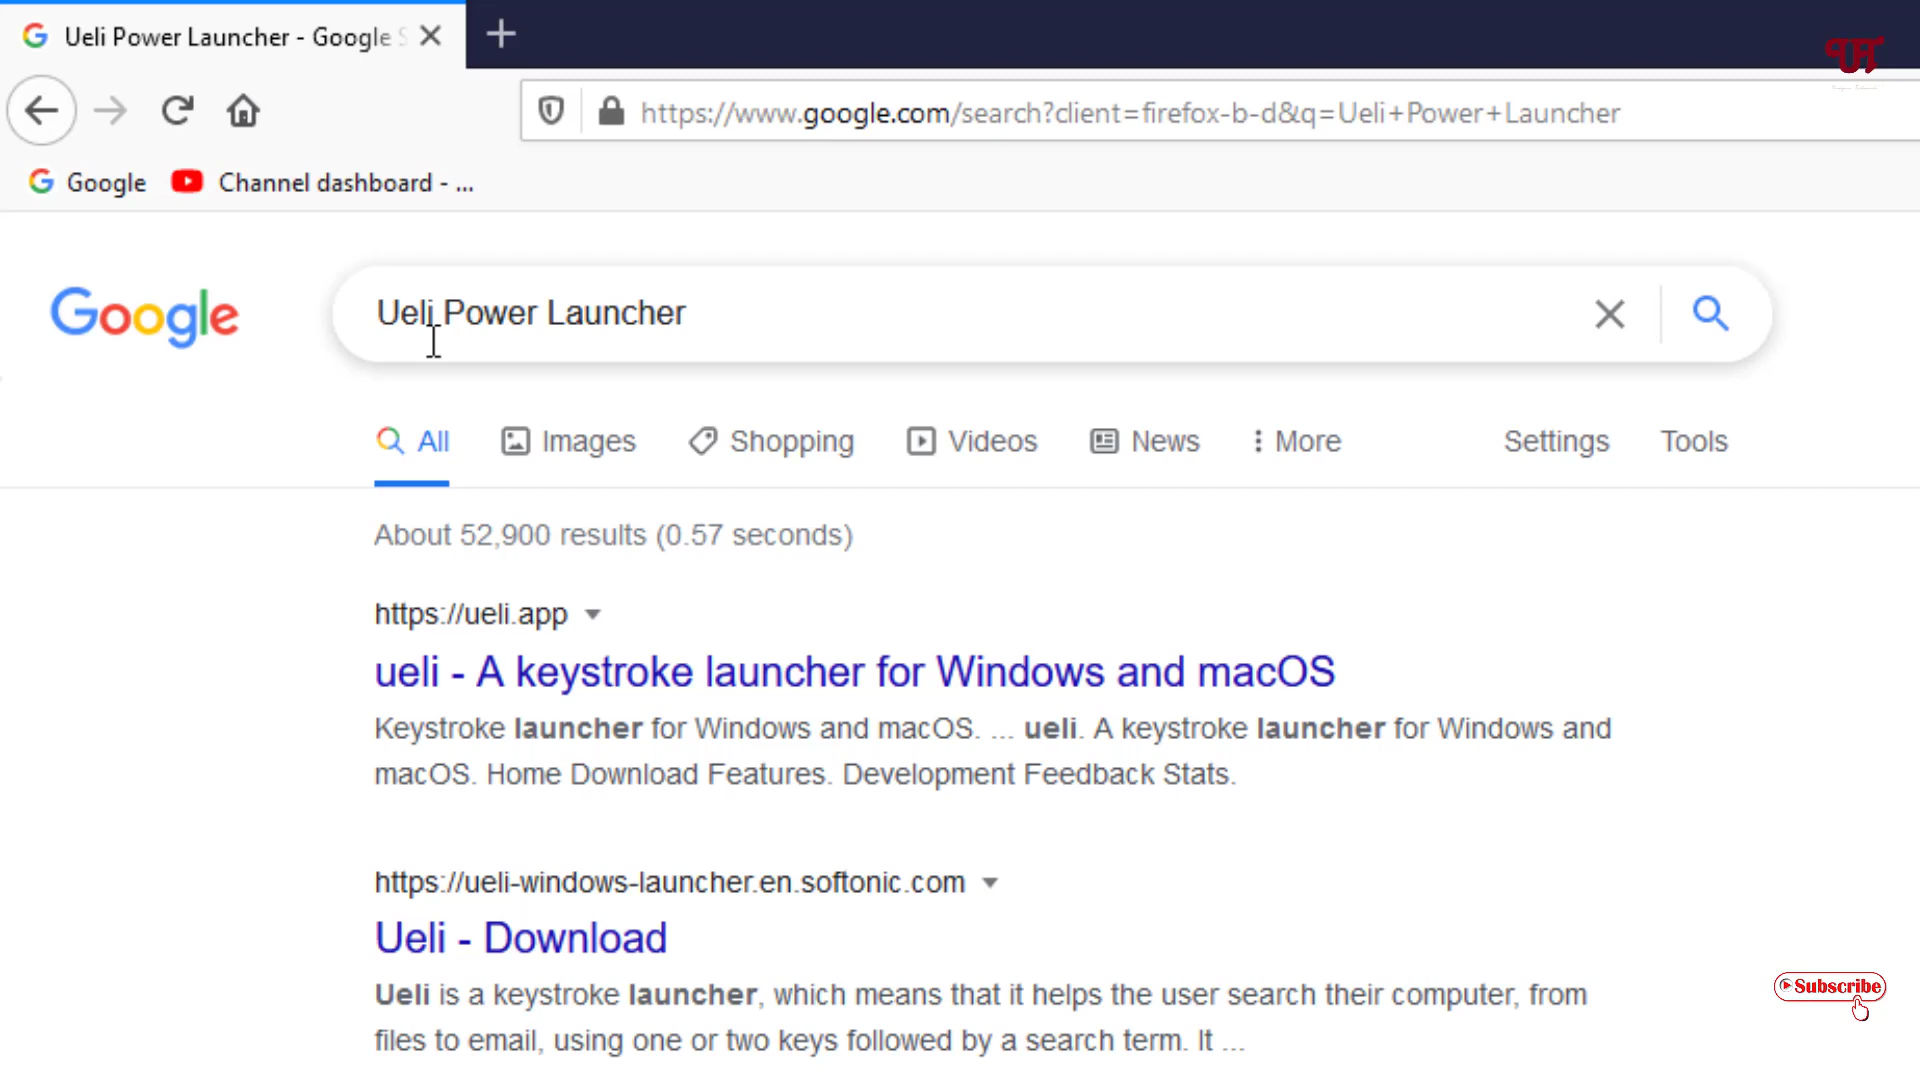 Ueli Power Launcher - Google
https://www.google.com/search?client=firefox-b-d&q=Ueli+Power+Launcher
Google
Channel dashboard - ...
Google
Ueli Power Launcher
All
Images
Shopping
Videos
News
More
Settings
Tools
About 52,900 results (0.57 seconds)
https://ueli.app
ueli - A keystroke launcher for Windows and macOS
Keystroke launcher for Windows and macOS. ... ueli. A keystroke launcher for Windows and
macOS. Home Download Features. Development Feedback Stats.
https://ueli-windows-launcher.en.softonic.com
Ueli - Download
Ueli is a keystroke launcher, which means that it helps the user search their computer, from
files to email, using one or two keys followed by a search term. It ...
Subscribe